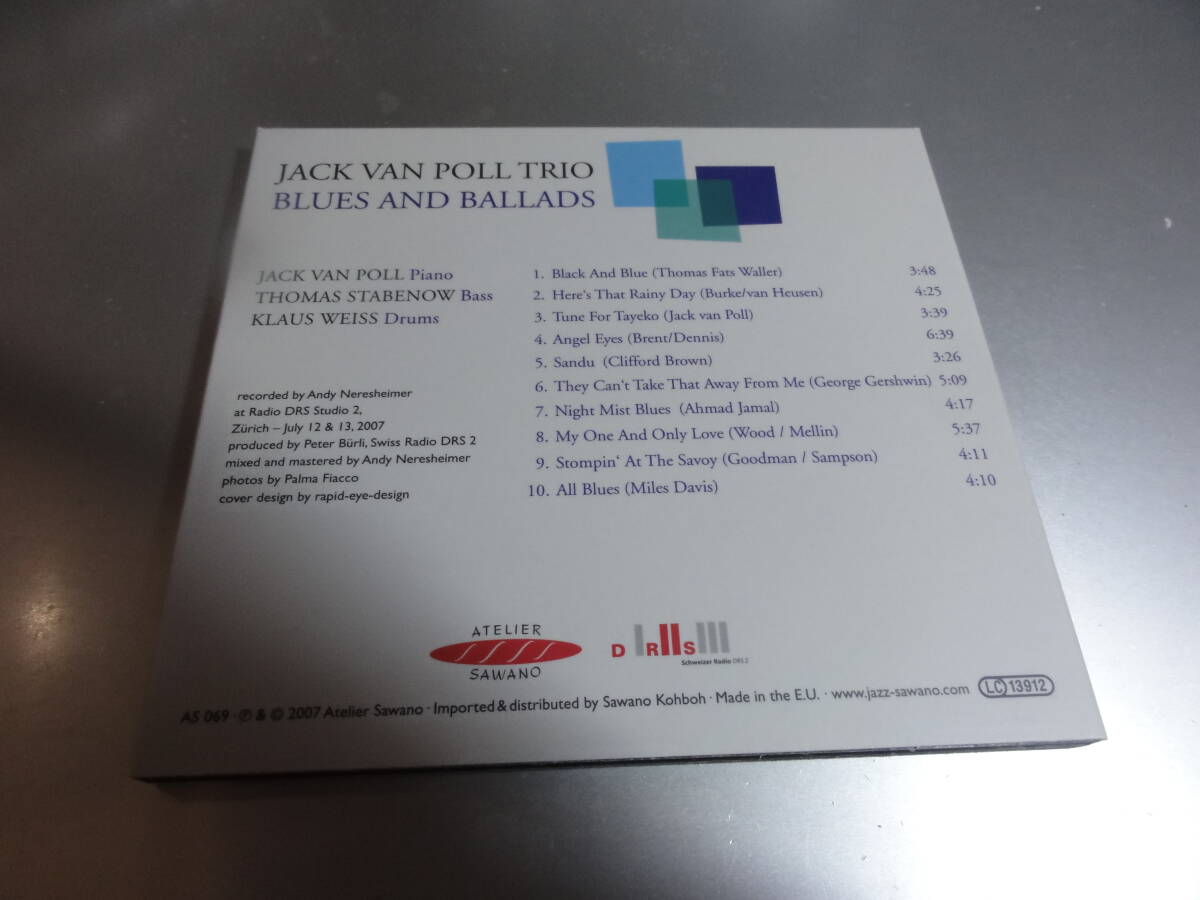 JACK VAN POLL TRIO
BLUES AND BALLADS
JACK VAN POLL Piano
THOMAS STABENOW Bass
KLAUS WEISS Drums
recorded by Andy Neresheimer
at Radio DRS Studio 2,
Zürich – July 12 & 13, 2007
produced by Peter Bürli, Swiss Radio DRS 2
mixed and mastered by Andy Neresheimer
photos by Palma Fiacco
cover design by rapid-eye-design
1. Black And Blue (Thomas Fats Waller) 3:48
2. Here's That Rainy Day (Burke/van Heusen) 4:25
3. Tune For Tayeko (Jack van Poll) 3:39
4. Angel Eyes (Brent/Dennis) 6:39
5. Sandu (Clifford Brown) 3:26
6. They Can‘t Take That Away From Me (George Gershwin) 5:09
7. Night Mist Blues (Ahmad Jamal) 4:17
8. My One And Only Love (Wood / Mellin) 5:37
9. Stompin‘ At The Savoy (Goodman / Sampson) 4:11
10. All Blues (Miles Davis) 4:10
ATELIER
SAWANO
DRS
Schweizer Radio DRS 2
AS 069 · ℗ & © 2007 Atelier Sawano · Imported & distributed by Sawano Kohboh · Made in the E.U. · www.jazz-sawano.com LC 13912